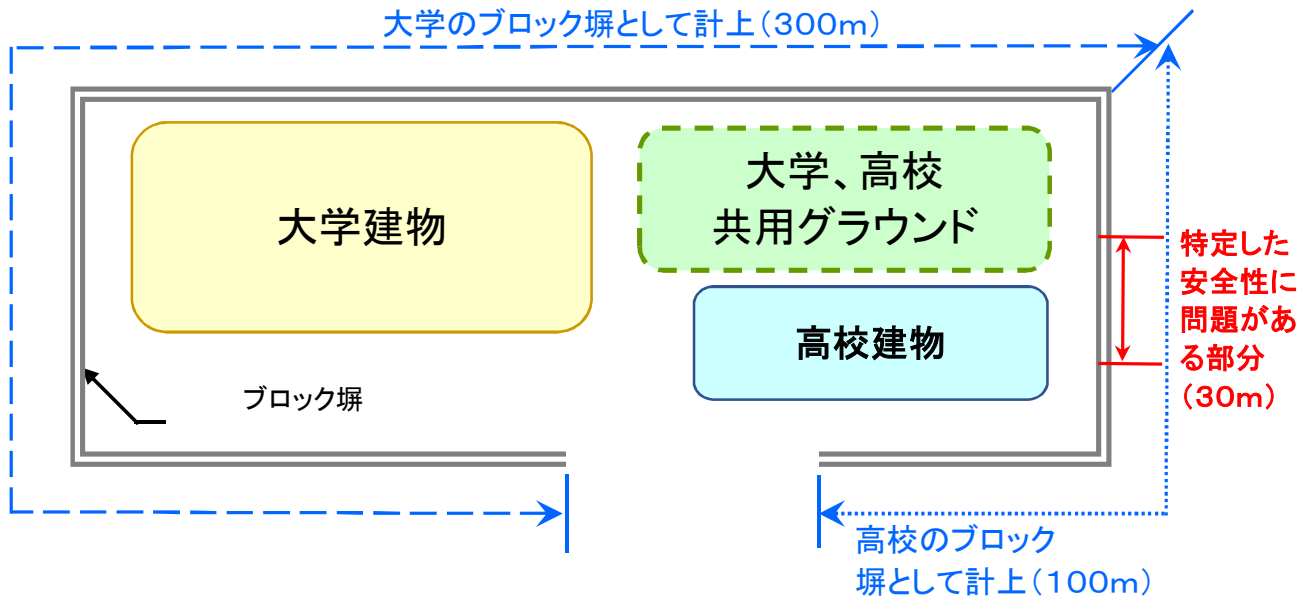 大学のブロック塀として計上（３００ｍ）
大学建物
大学、高校
共用グラウンド
高校建物
特定した
安全性に
問題があ
る部分
（３０ｍ）
ブロック塀
高校のブロック
塀として計上（１００ｍ）